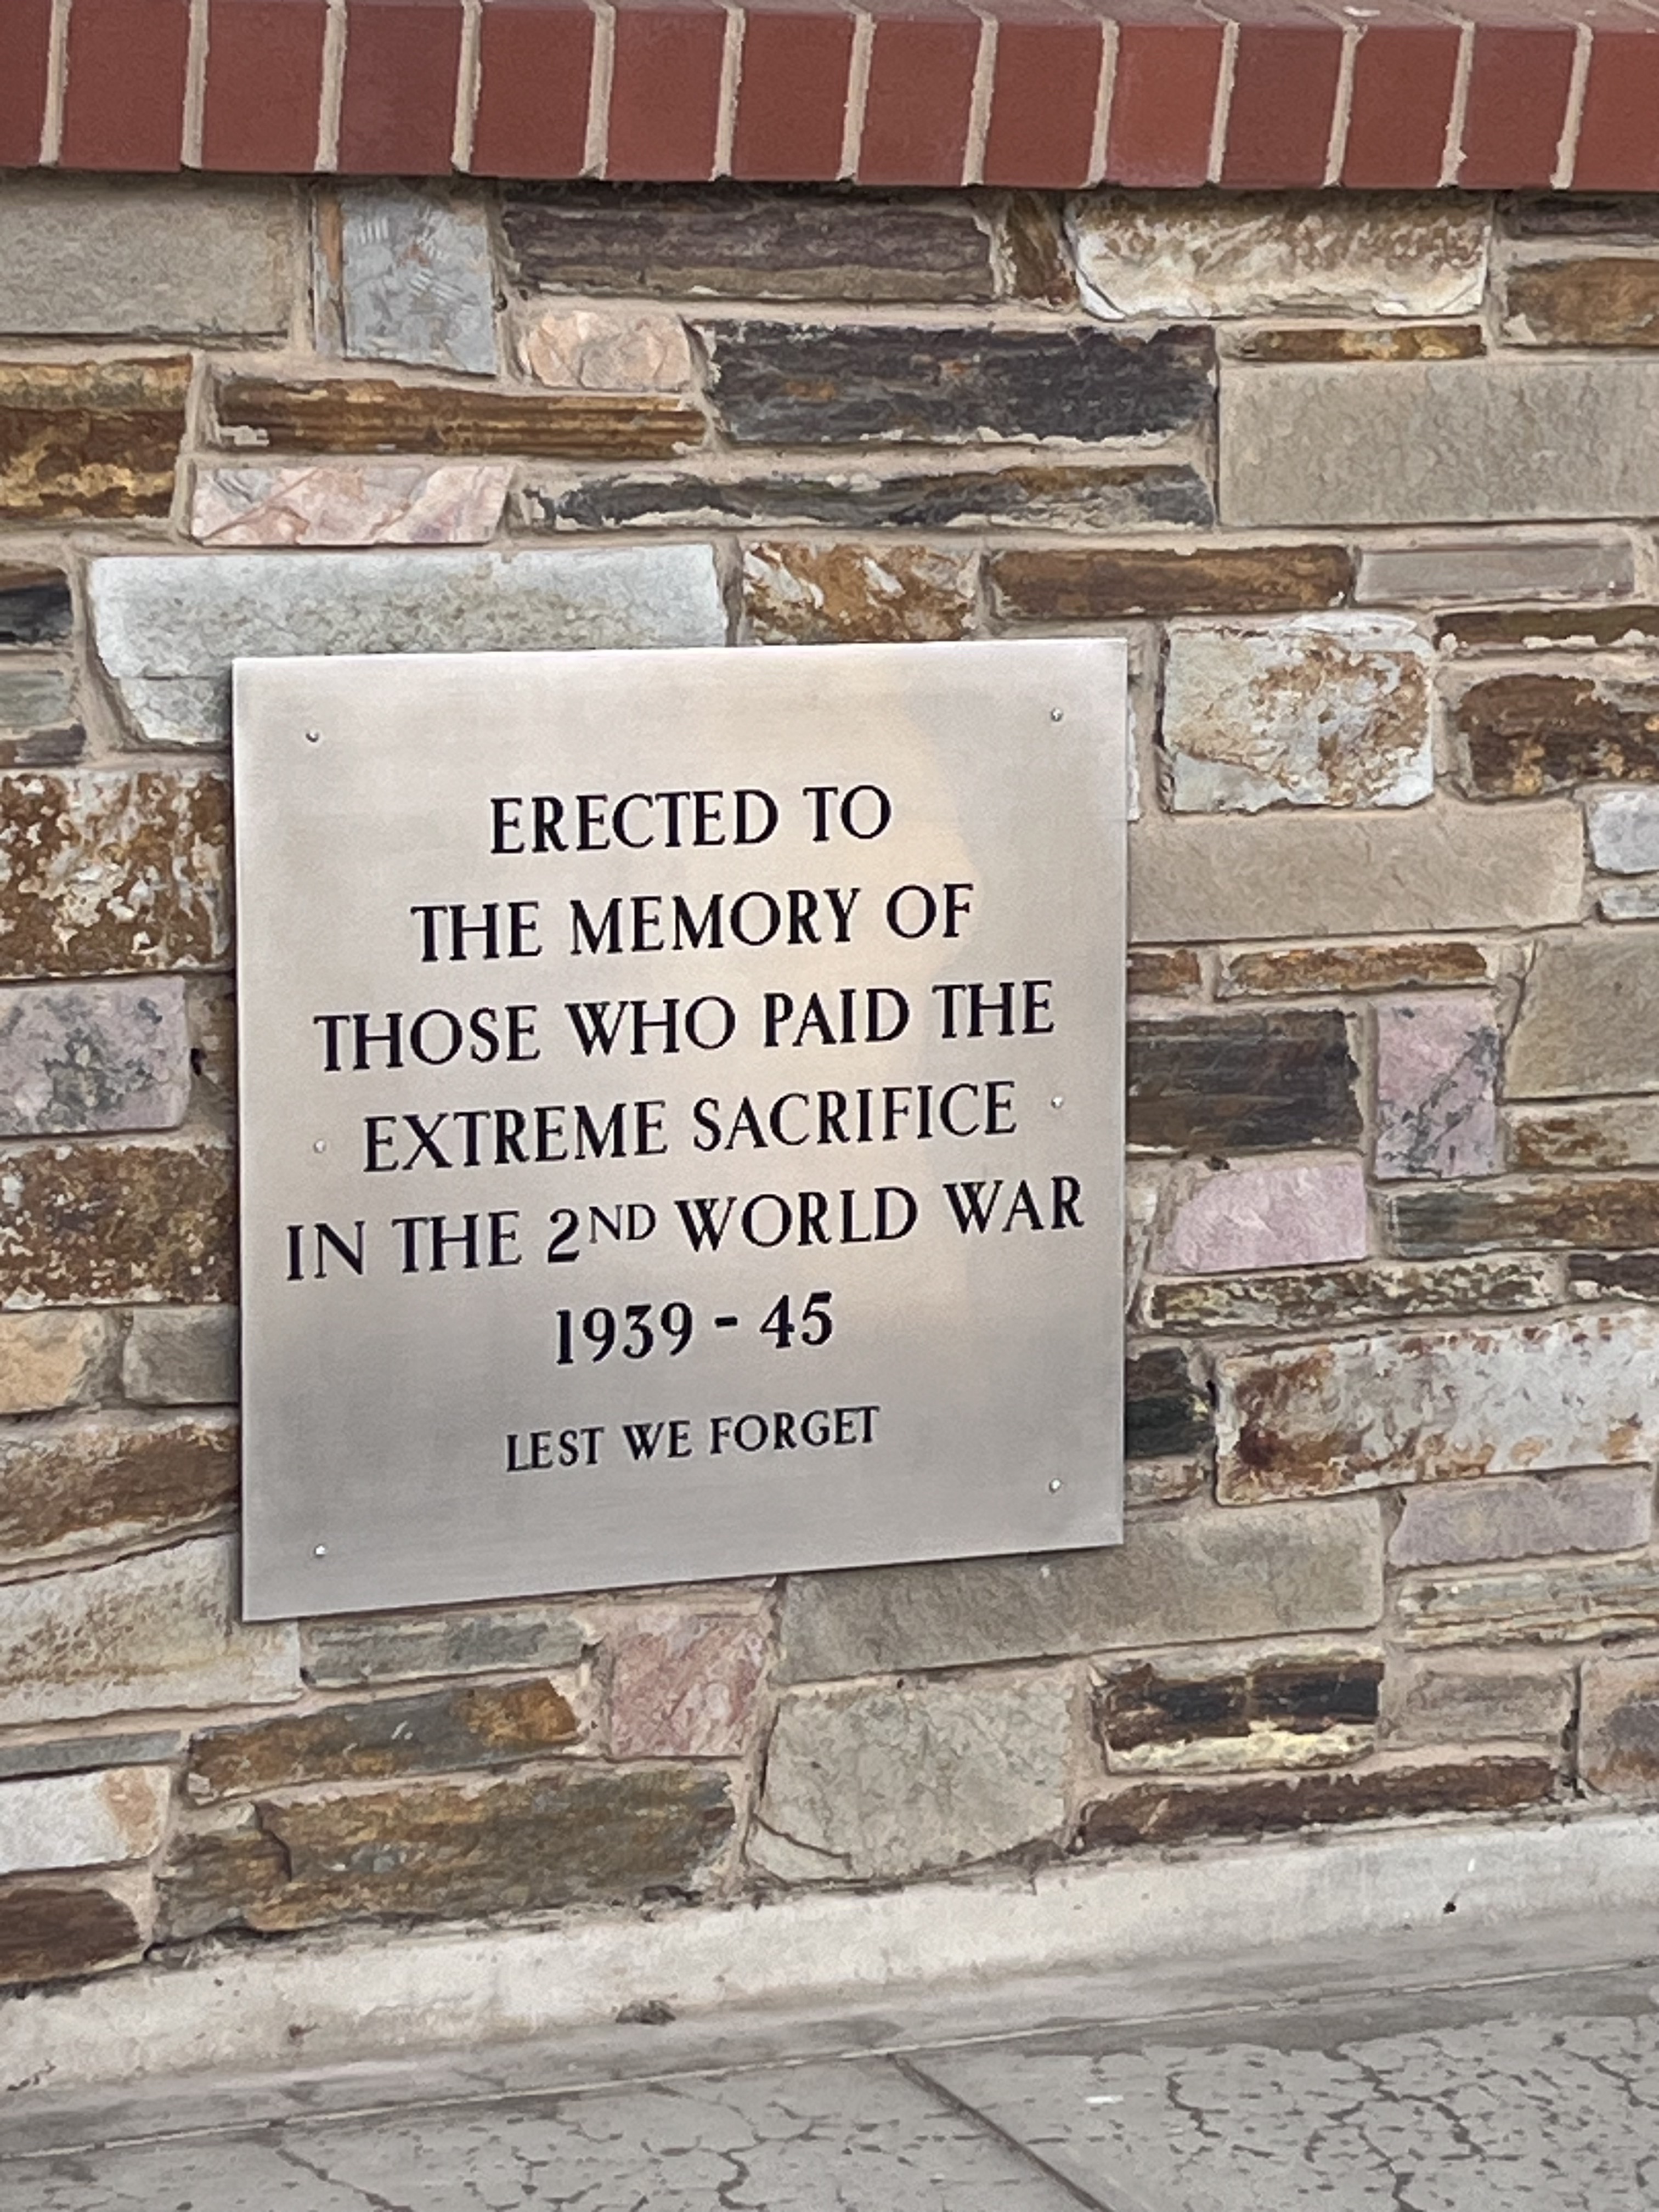 ERECTED TO
THE MEMORY OF
THOSE WHO PAID THE
EXTREME SACRIFICE
IN THE 2ND WORLD WAR
1939 - 45
LEST WE FORGET